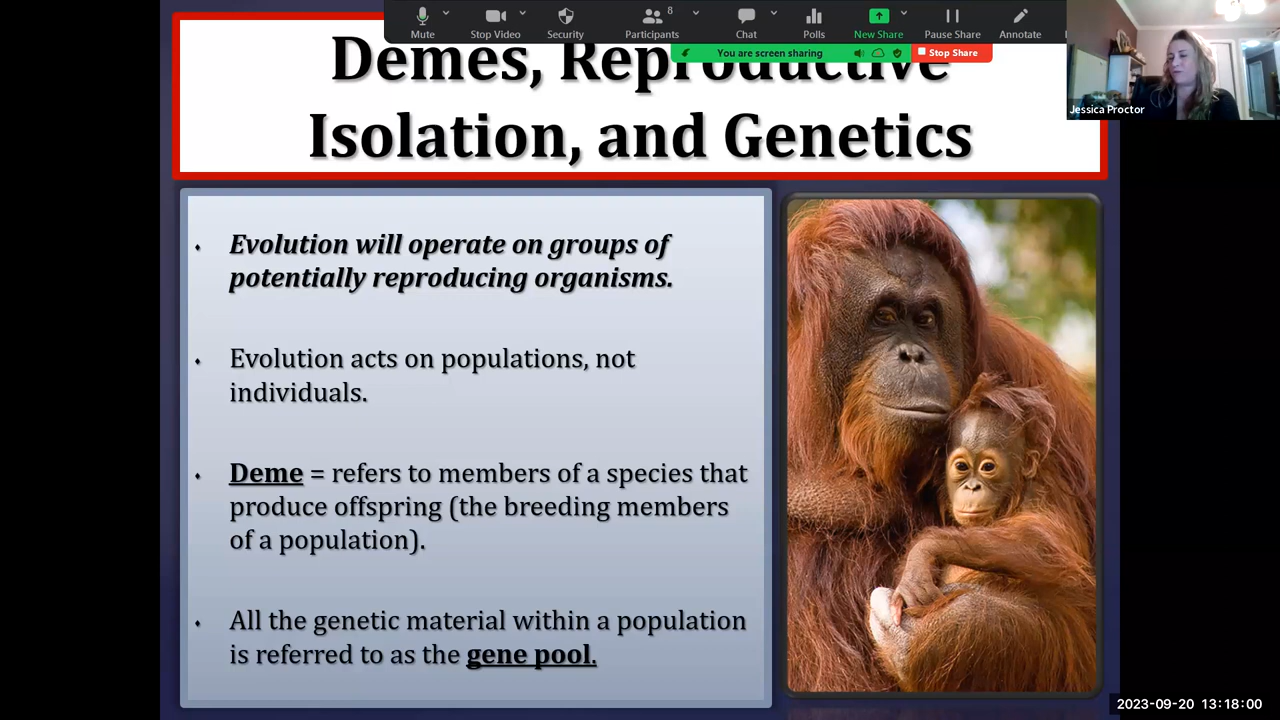 8
Mute
Stop Video
Security
Participants
Chat
Polls
New Share
Pause Share
Annotate
You are screen sharing
Stop Share
Jessica Proctor
Demes, Reproductive
Isolation, and Genetics
Evolution will operate on groups of
potentially reproducing organisms.
Evolution acts on populations, not
individuals.
Deme = refers to members of a species that
produce offspring (the breeding members
of a population).
All the genetic material within a population
is referred to as the gene pool.
2023-09-20 13:18:00